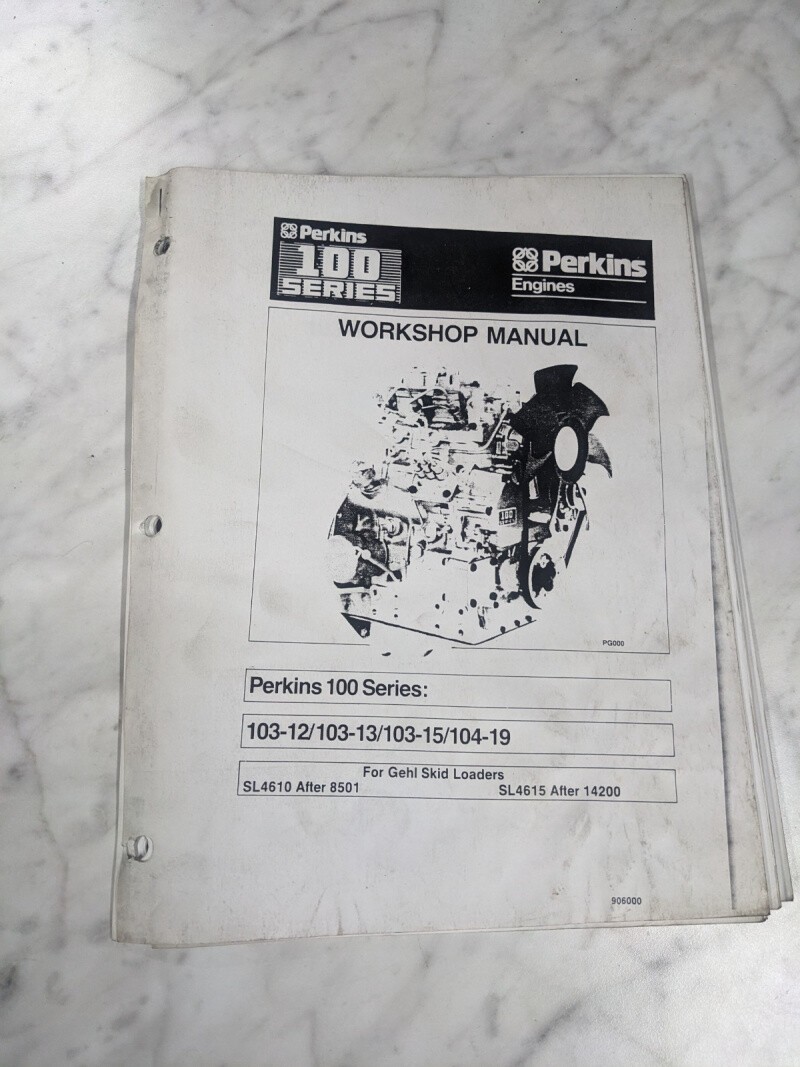 Perkins
100
SERIES
Perkins
Engines
WORKSHOP MANUAL
PG000
Perkins 100 Series:
103-12/103-13/103-15/104-19
For Gehl Skid Loaders
SL4610 After 8501 SL4615 After 14200
906000